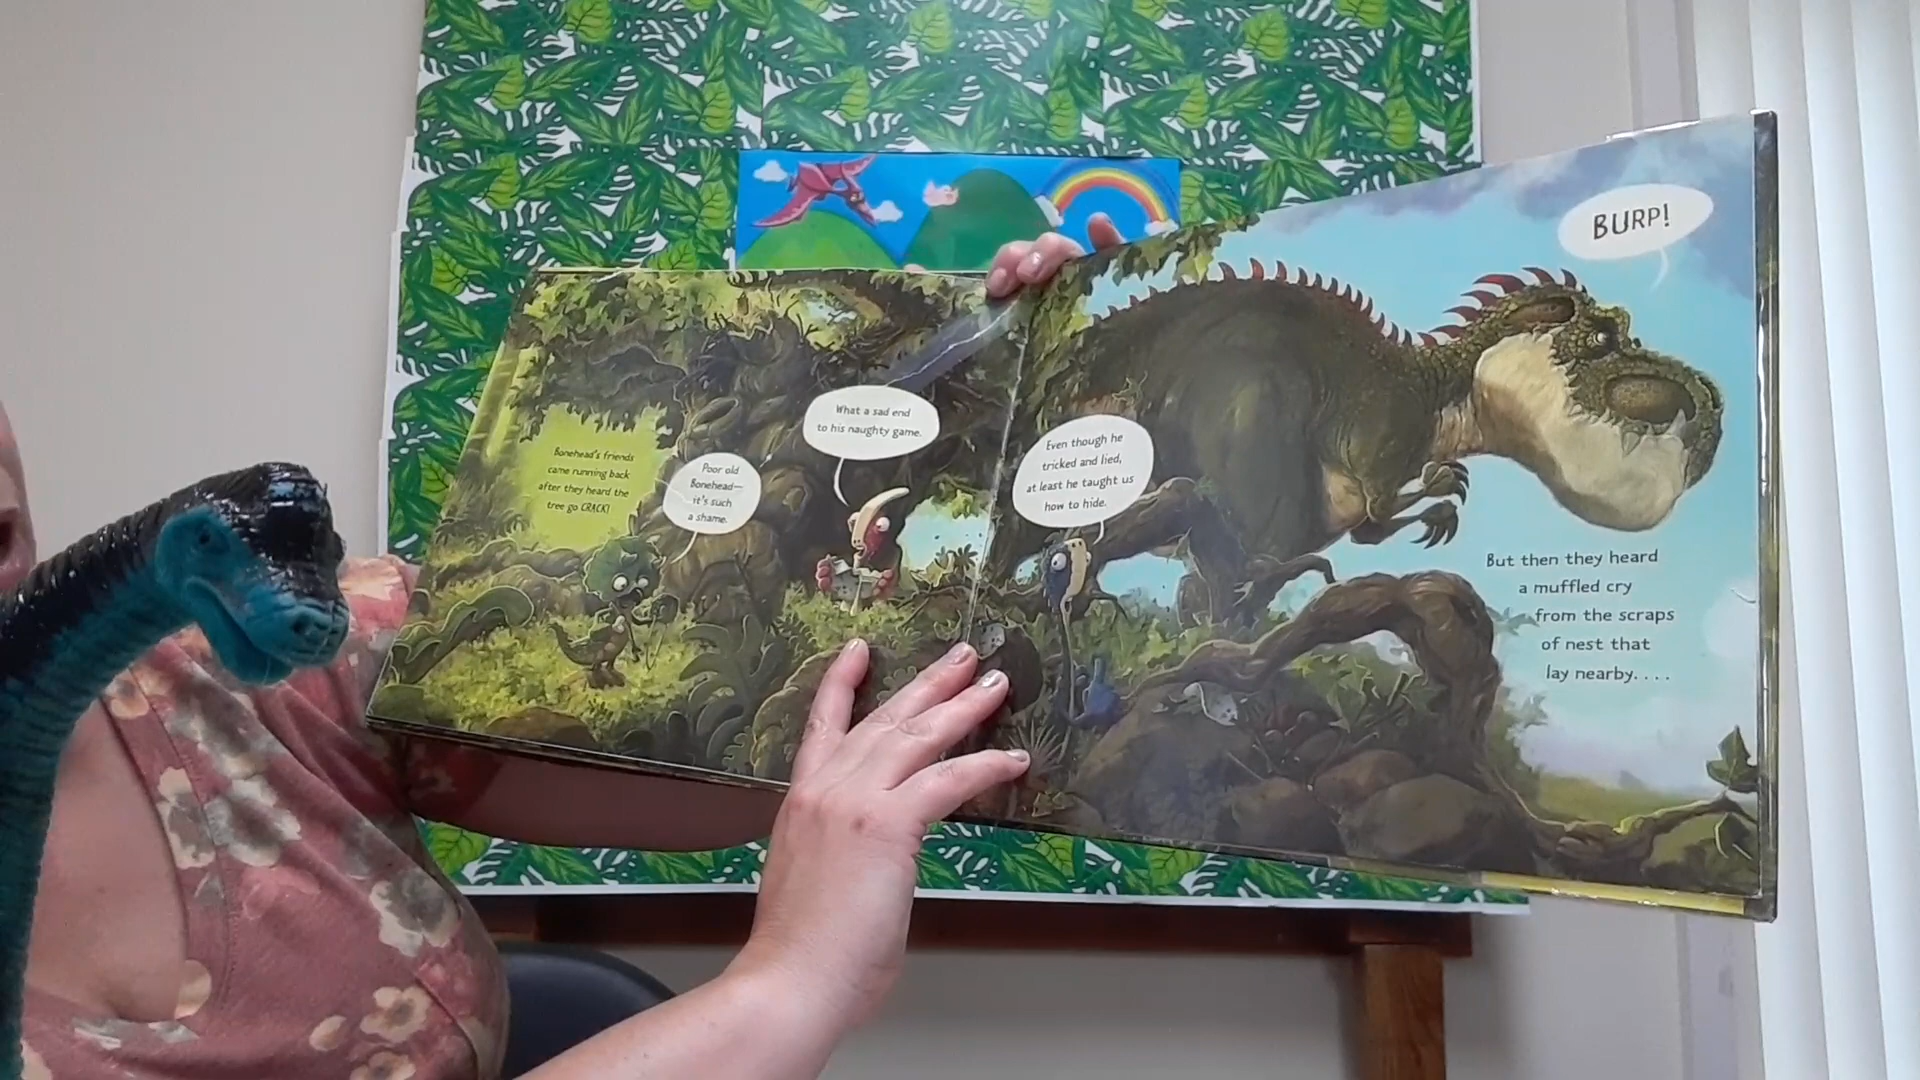 Bonehead's friends
came running back
after they heard the
tree go CRACK!
Poor old
Bonehead—
it's such
a shame.
What a sad end
to his naughty game.
Even though he
tricked and lied,
at least he taught us
how to hide.
BURP!
But then they heard
a muffled cry
from the scraps
of nest that
lay nearby. . . .